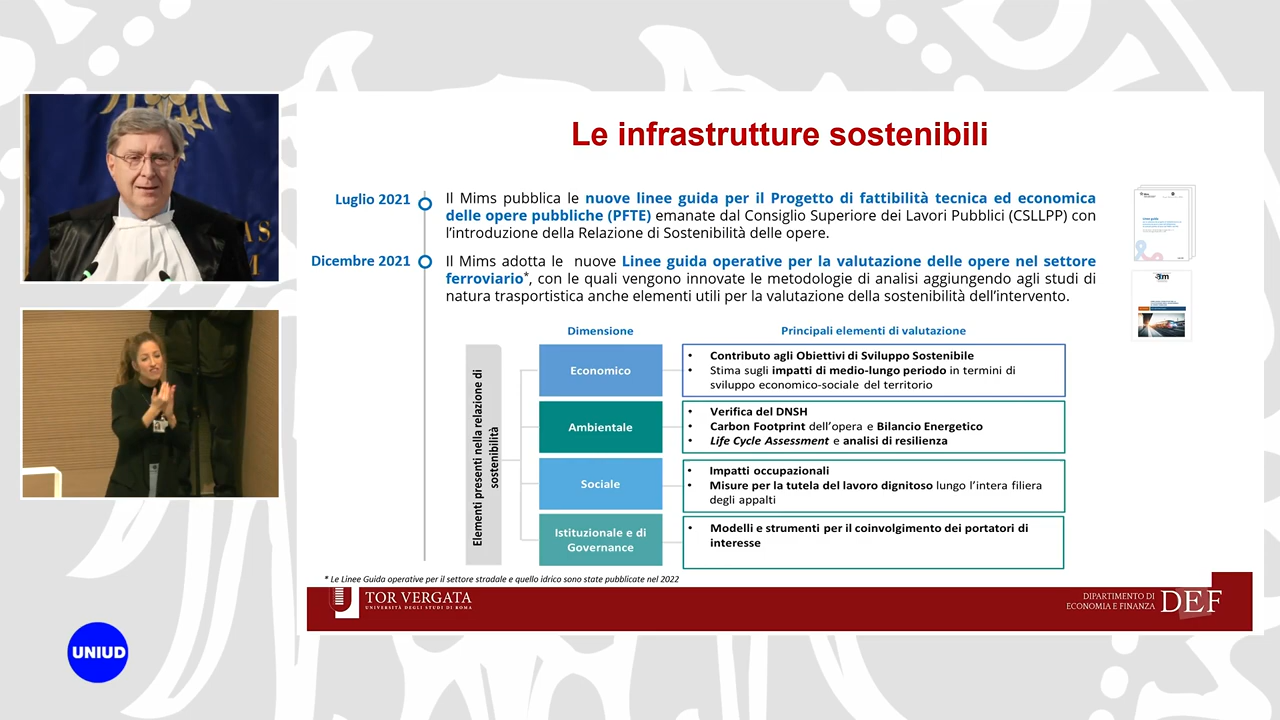 Le infrastrutture sostenibili
Luglio 2021
Il Mims pubblica le nuove linee guida per il Progetto di fattibilità tecnica ed economica
delle opere pubbliche (PFTE) emanate dal Consiglio Superiore dei Lavori Pubblici (CSLLPP) con
l'introduzione della Relazione di Sostenibilità delle opere.
Dicembre 2021
Il Mims adotta le nuove Linee guida operative per la valutazione delle opere nel settore
ferroviario*, con le quali vengono innovate le metodologie di analisi aggiungendo agli studi di
natura trasportistica anche elementi utili per la valutazione della sostenibilità dell'intervento.
Dimensione
Principali elementi di valutazione
Elementi presenti nella relazione di
sostenibilità
Economico
• Contributo agli Obiettivi di Sviluppo Sostenibile
• Stima sugli impatti di medio-lungo periodo in termini di
sviluppo economico-sociale del territorio
Ambientale
• Verifica del DNSH
• Carbon Footprint dell'opera e Bilancio Energetico
• Life Cycle Assessment e analisi di resilienza
Sociale
• Impatti occupazionali
• Misure per la tutela del lavoro dignitoso lungo l'intera filiera
degli appalti
Istituzionale e di
Governance
• Modelli e strumenti per il coinvolgimento dei portatori di
interesse
* Le Linee Guida operative per il settore stradale e quello idrico sono state pubblicate nel 2022
TOR VERGATA
UNIVERSITÀ DEGLI STUDI DI ROMA
DIPARTIMENTO DI
ECONOMIA E FINANZA
DEF
UNIUD